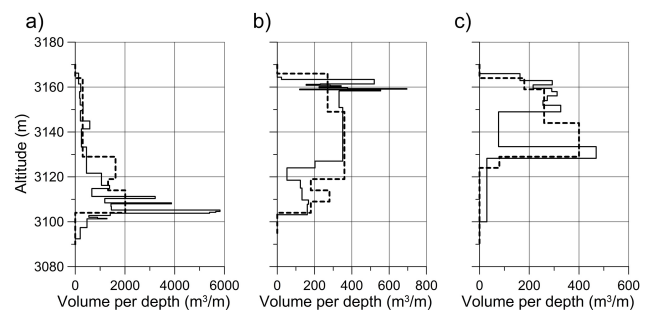 a) b) c)
3180
3160
3140
3120
3100
3080
Altitude (m)
0 2000 4000 6000 0 200 400 600 800 0 200 400 600
Volume per depth (m³/m) Volume per depth (m³/m) Volume per depth (m³/m)